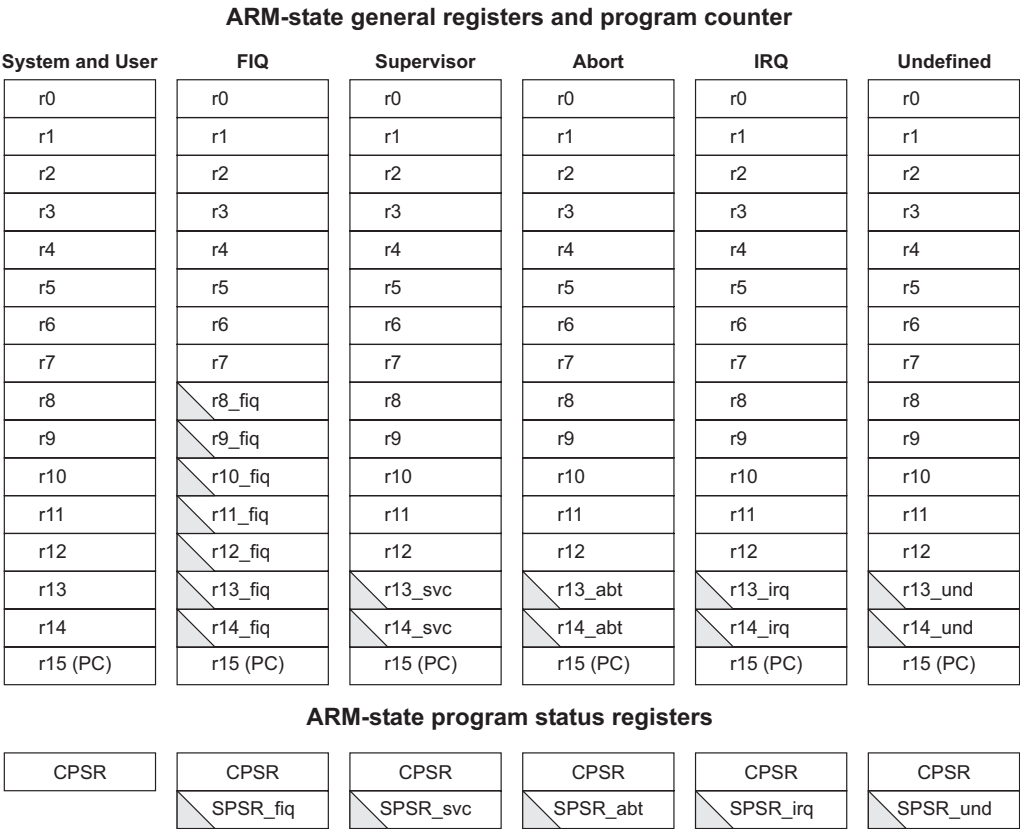 ARM-state general registers and program counter
System and User FIQ Supervisor Abort IRQ Undefined
r0 r0 r0 r0 r0 r0
r1 r1 r1 r1 r1 r1
r2 r2 r2 r2 r2 r2
r3 r3 r3 r3 r3 r3
r4 r4 r4 r4 r4 r4
r5 r5 r5 r5 r5 r5
r6 r6 r6 r6 r6 r6
r7 r7 r7 r7 r7 r7
r8 r8_fiq r8 r8 r8 r8
r9 r9_fiq r9 r9 r9 r9
r10 r10_fiq r10 r10 r10 r10
r11 r11_fiq r11 r11 r11 r11
r12 r12_fiq r12 r12 r12 r12
r13 r13_fiq r13_svc r13_abt r13_irq r13_und
r14 r14_fiq r14_svc r14_abt r14_irq r14_und
r15 (PC) r15 (PC) r15 (PC) r15 (PC) r15 (PC) r15 (PC)
ARM-state program status registers
CPSR CPSR CPSR CPSR CPSR CPSR
SPSR_fiq SPSR_svc SPSR_abt SPSR_irq SPSR_und